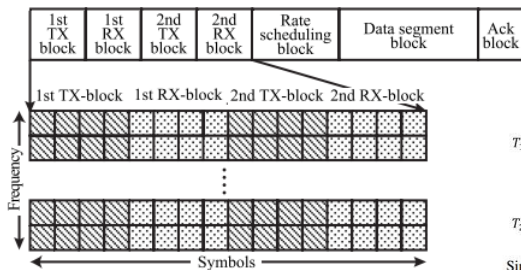 1st TX block
1st RX block
2nd TX block
2nd RX block
Rate scheduling block
Data segment block
Ack block
1st TX-block 1st RX-block 2nd TX-block 2nd RX-block
Frequency
Symbols